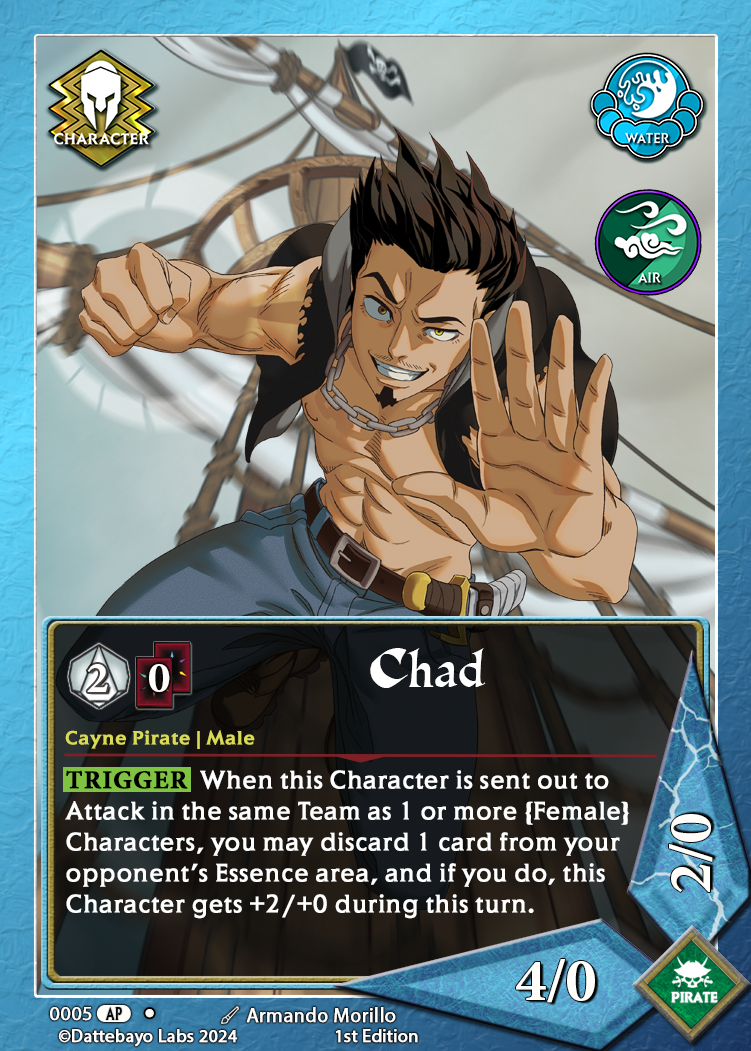 CHARACTER
WATER
AIR
2
0
Chad
Cayne Pirate | Male
TRIGGER When this Character is sent out to
Attack in the same Team as 1 or more {Female}
Characters, you may discard 1 card from your
opponent's Essence area, and if you do, this
Character gets +2/+0 during this turn.
2/0
4/0
PIRATE
0005 AP Armando Morillo
©Dattebayo Labs 2024 1st Edition